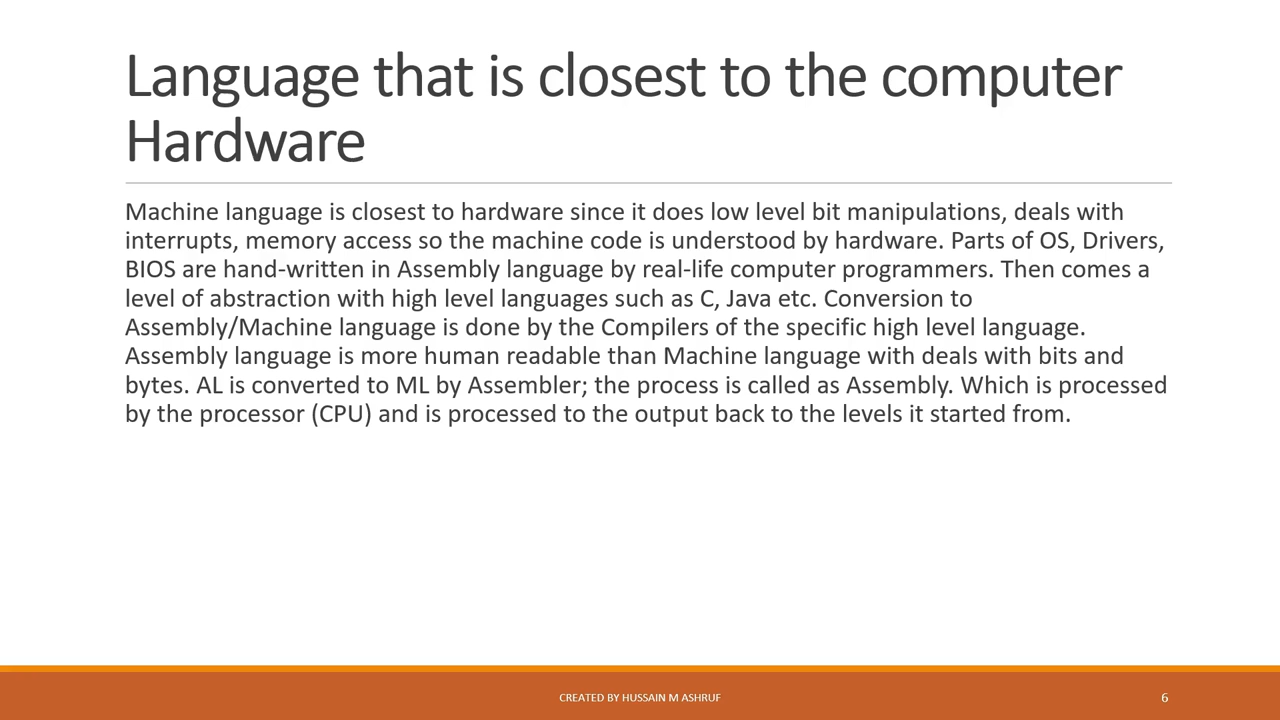 Language that is closest to the computer
Hardware
Machine language is closest to hardware since it does low level bit manipulations, deals with
interrupts, memory access so the machine code is understood by hardware. Parts of OS, Drivers,
BIOS are hand-written in Assembly language by real-life computer programmers. Then comes a
level of abstraction with high level languages such as C, Java etc. Conversion to
Assembly/Machine language is done by the Compilers of the specific high level language.
Assembly language is more human readable than Machine language with deals with bits and
bytes. AL is converted to ML by Assembler; the process is called as Assembly. Which is processed
by the processor (CPU) and is processed to the output back to the levels it started from.
CREATED BY HUSSAIN M ASHRUF
6